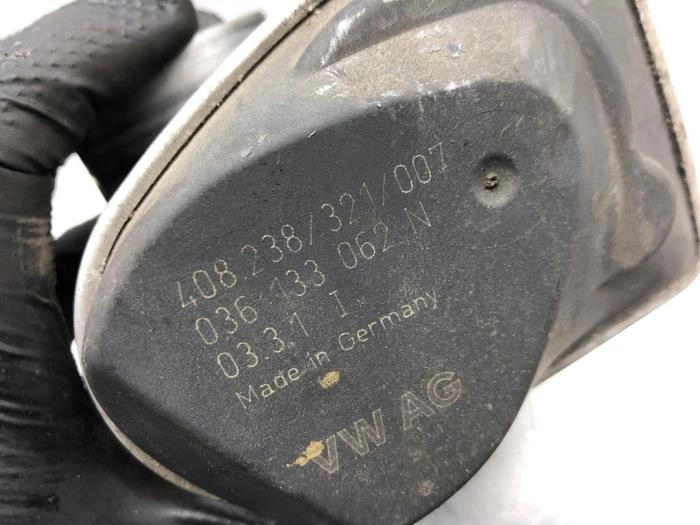 408.238/321/007
036 133 062 N
03.3.1 I
Made in Germany
VW AG